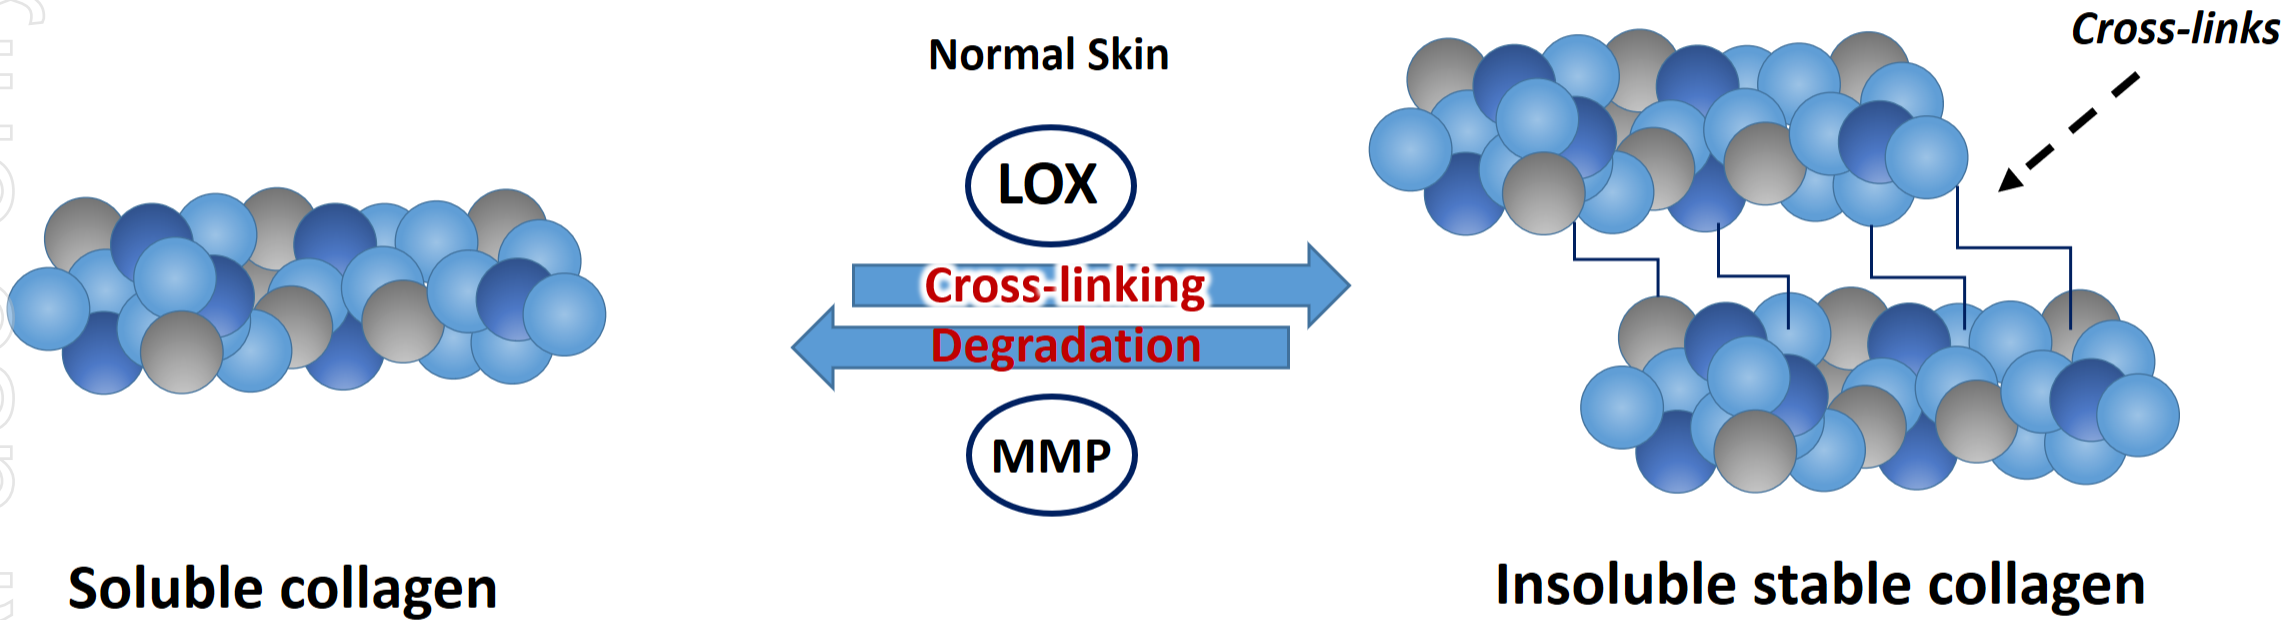 Normal Skin
Cross-links
LOX
Cross-linking
Degradation
MMP
Soluble collagen
Insoluble stable collagen